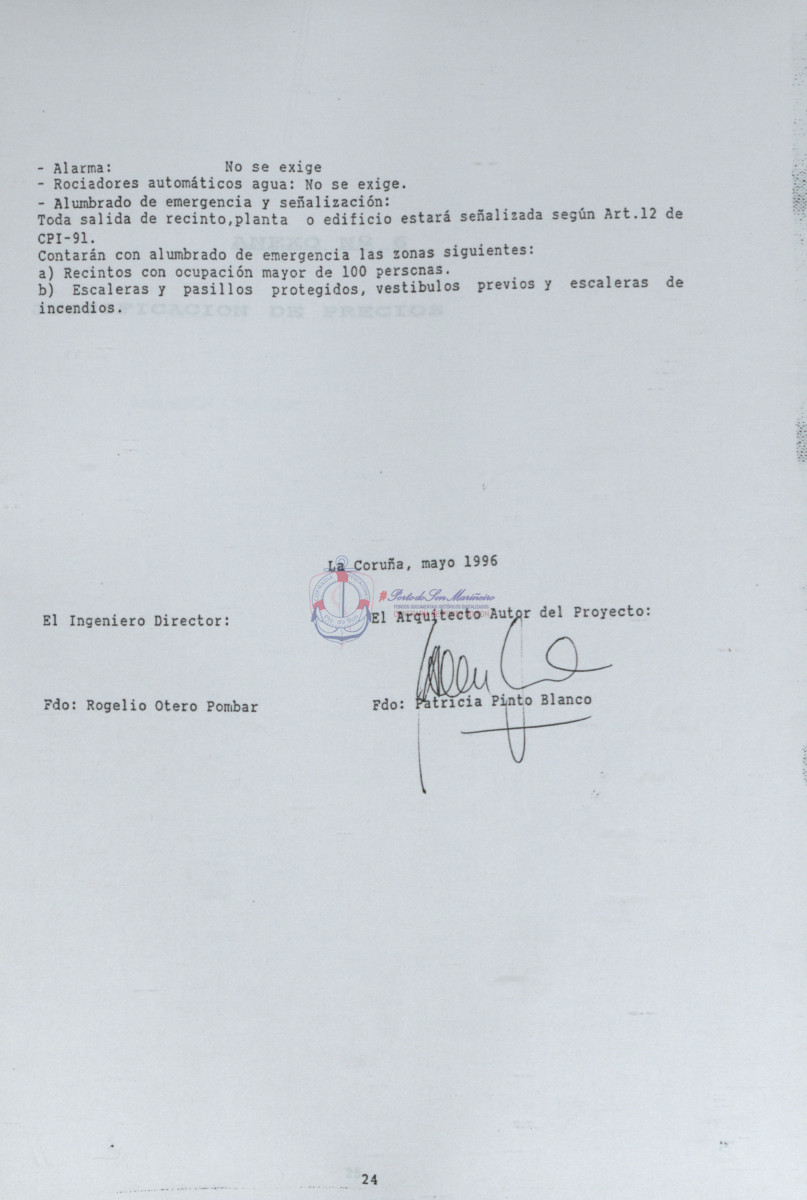 - Alarma: No se exige
- Rociadores automáticos agua: No se exige.
- Alumbrado de emergencia y señalización:
Toda salida de recinto,planta o edificio estará señalizada según Art.12 de
CPI-91.
Contarán con alumbrado de emergencia las zonas siguientes:
a) Recintos con ocupación mayor de 100 personas.
b) Escaleras y pasillos protegidos, vestibulos previos y escaleras de
incendios.
La Coruña, mayo 1996
#PortodoSonMariñeiro
El Ingeniero Director:
El Arquitecto Autor del Proyecto:
Fdo: Rogelio Otero Pombar
Fdo: Patricia Pinto Blanco
24